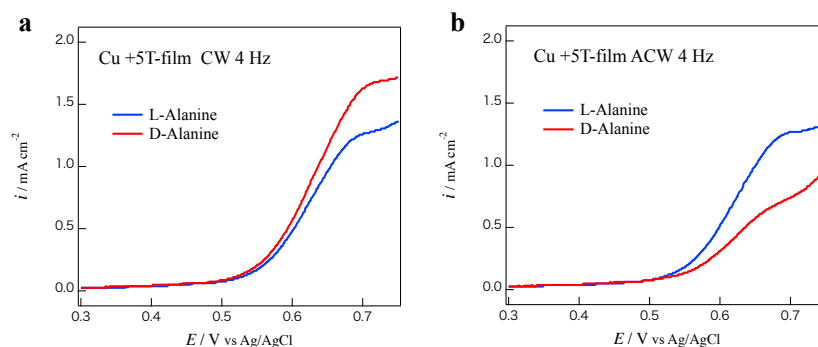 a
Cu +5T-film CW 4 Hz
L-Alanine
D-Alanine
2.0
1.5
1.0
0.5
0.0
i / mA cm⁻²
0.3 0.4 0.5 0.6 0.7
E / V vs Ag/AgCl
b
Cu +5T-film ACW 4 Hz
L-Alanine
D-Alanine
2.0
1.5
1.0
0.5
0.0
i / mA cm⁻²
0.3 0.4 0.5 0.6 0.7
E / V vs Ag/AgCl